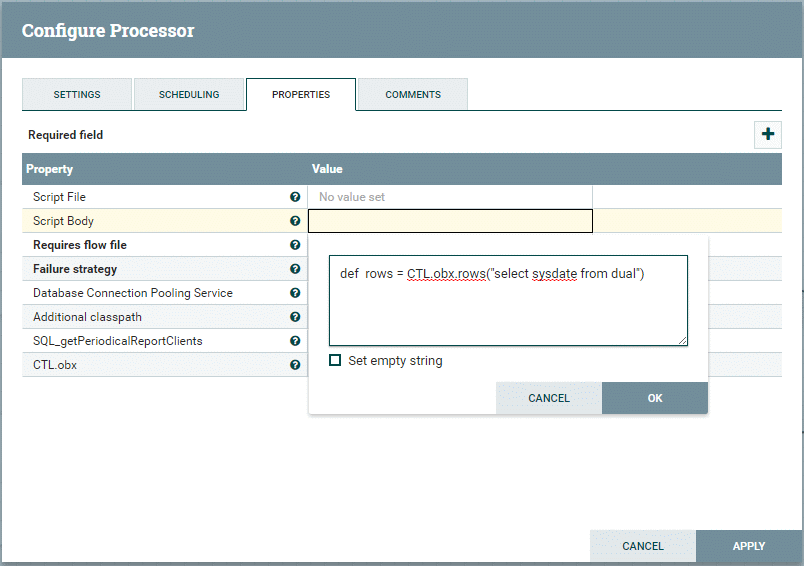 Configure Processor
SETTINGS
SCHEDULING
PROPERTIES
COMMENTS
Required field
Property Value
Script File No value set
Script Body
Requires flow file
Failure strategy
Database Connection Pooling Service
Additional classpath
SQL_getPeriodicalReportClients
CTL.obx
def  rows = CTL.obx.rows("select sysdate from dual")
Set empty string
CANCEL OK
CANCEL APPLY